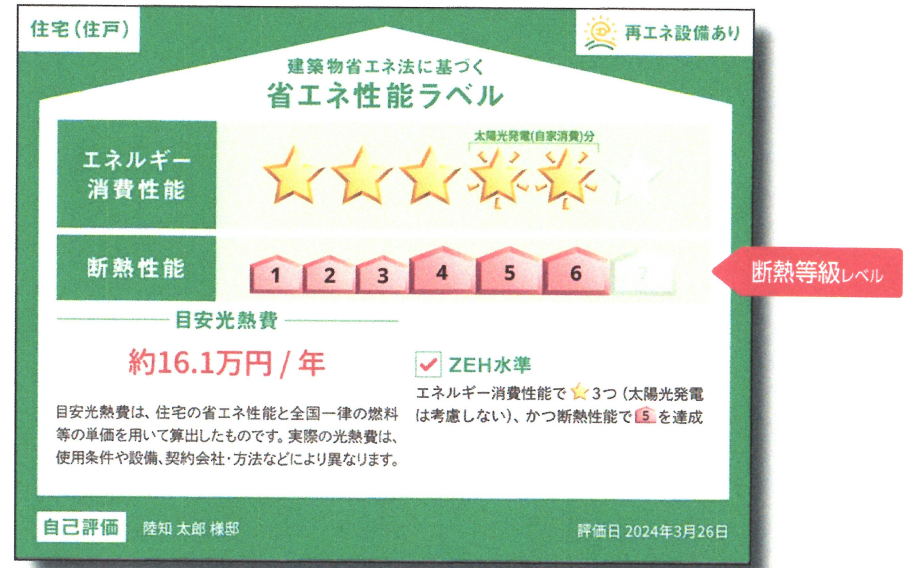 住宅（住戸）
再エネ設備あり
建築物省エネ法に基づく
省エネ性能ラベル
太陽光発電(自家消費)分
エネルギー
消費性能
断熱性能
1 2 3 4 5 6 7
断熱等級レベル
目安光熱費
約16.1万円 / 年
目安光熱費は、住宅の省エネ性能と全国一律の燃料
等の単価を用いて算出したものです。実際の光熱費は、
使用条件や設備、契約会社・方法などにより異なります。
ZEH水準
エネルギー消費性能で⭐3つ（太陽光発電
は考慮しない）、かつ断熱性能で5を達成
自己評価 陸知 太郎 様邸
評価日 2024年3月26日